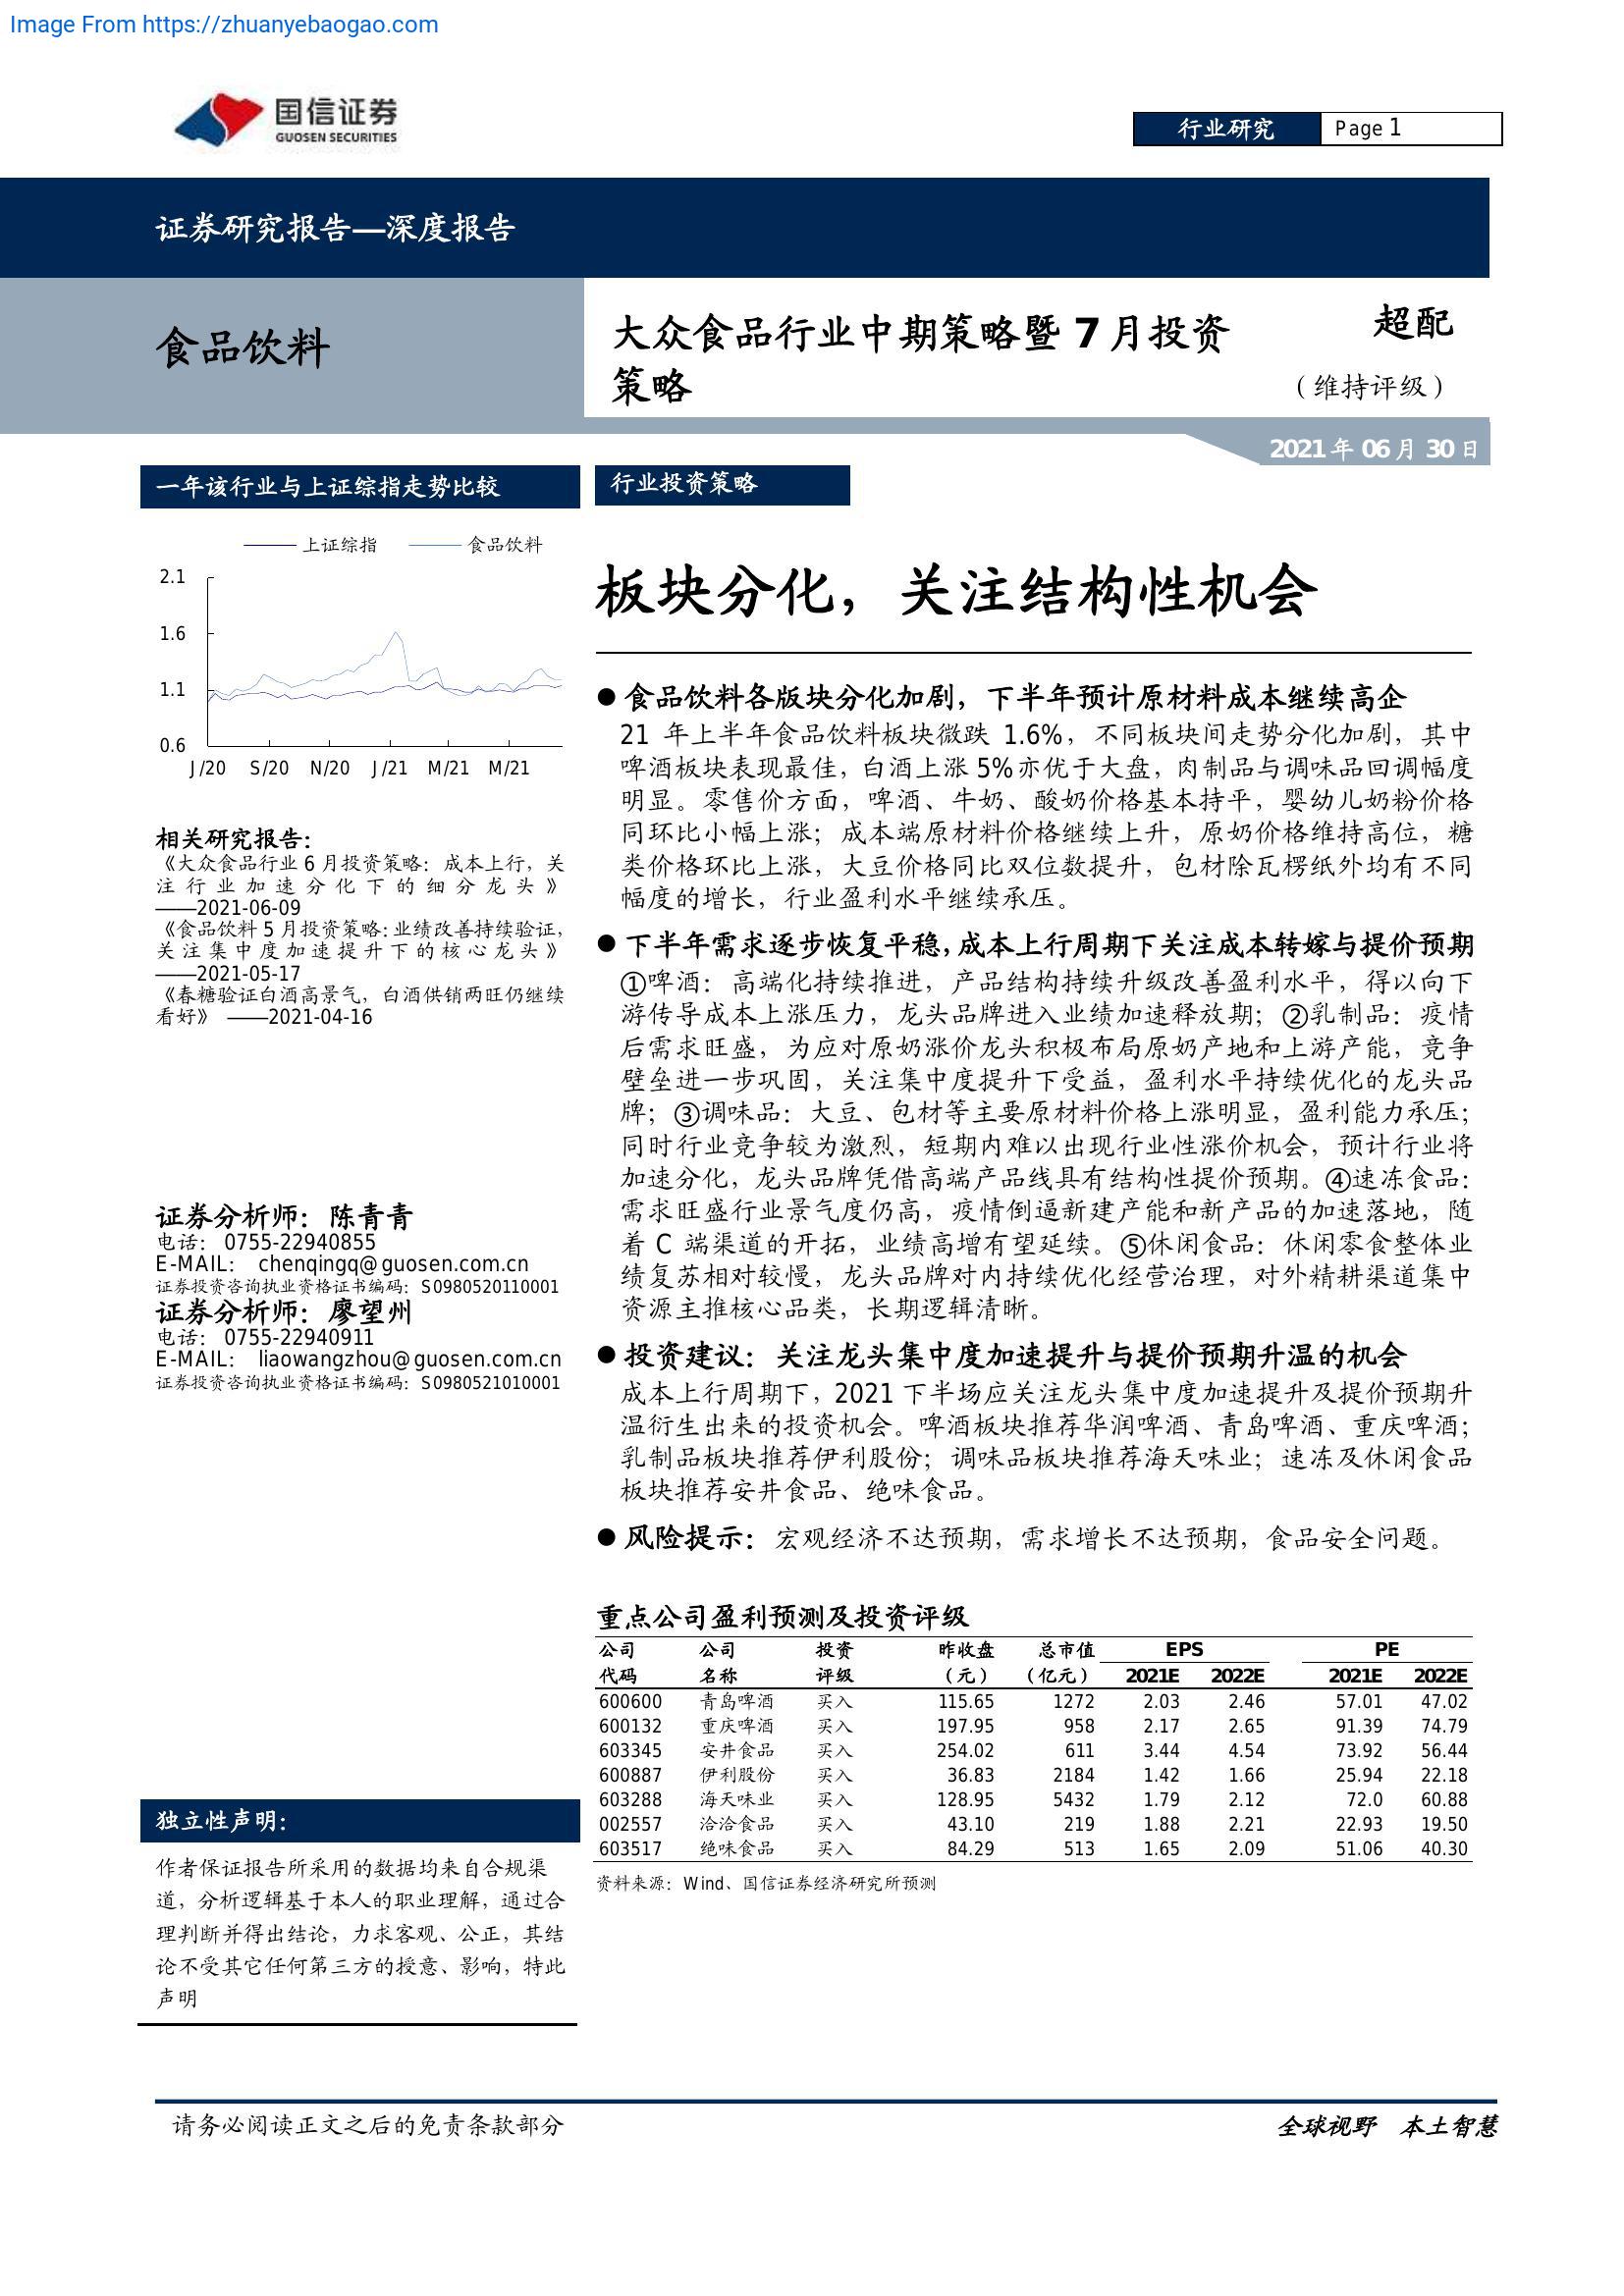 Image From https://zhuanyebaogao.com
国信证券
GUOSEN SECURITIES
行业研究 Page 1
证券研究报告—深度报告
食品饮料
大众食品行业中期策略暨 7 月投资
策略
超配
（维持评级）
2021 年 06 月 30 日
一年该行业与上证综指走势比较
上证综指 食品饮料
2.1
1.6
1.1
0.6
J/20 S/20 N/20 J/21 M/21 M/21
相关研究报告：
《大众食品行业 6 月投资策略：成本上行，关
注行业加速分化下的细分龙头》
——2021-06-09
《食品饮料 5 月投资策略：业绩改善持续验证，
关注集中度加速提升下的核心龙头》
——2021-05-17
《春糖验证白酒高景气，白酒供销两旺仍继续
看好》 ——2021-04-16
证券分析师：陈青青
电话： 0755-22940855
E-MAIL： chenqingq@guosen.com.cn
证券投资咨询执业资格证书编码：S0980520110001
证券分析师：廖望州
电话： 0755-22940911
E-MAIL： liaowangzhou@guosen.com.cn
证券投资咨询执业资格证书编码：S0980521010001
独立性声明：
作者保证报告所采用的数据均来自合规渠
道，分析逻辑基于本人的职业理解，通过合
理判断并得出结论，力求客观、公正，其结
论不受其它任何第三方的授意、影响，特此
声明
行业投资策略
板块分化，关注结构性机会
● 食品饮料各版块分化加剧，下半年预计原材料成本继续高企
21 年上半年食品饮料板块微跌 1.6%，不同板块间走势分化加剧，其中
啤酒板块表现最佳，白酒上涨 5%亦优于大盘，肉制品与调味品回调幅度
明显。零售价方面，啤酒、牛奶、酸奶价格基本持平，婴幼儿奶粉价格
同环比小幅上涨；成本端原材料价格继续上升，原奶价格维持高位，糖
类价格环比上涨，大豆价格同比双位数提升，包材除瓦楞纸外均有不同
幅度的增长，行业盈利水平继续承压。
● 下半年需求逐步恢复平稳，成本上行周期下关注成本转嫁与提价预期
①啤酒：高端化持续推进，产品结构持续升级改善盈利水平，得以向下
游传导成本上涨压力，龙头品牌进入业绩加速释放期；②乳制品：疫情
后需求旺盛，为应对原奶涨价龙头积极布局原奶产地和上游产能，竞争
壁垒进一步巩固，关注集中度提升下受益，盈利水平持续优化的龙头品
牌；③调味品：大豆、包材等主要原材料价格上涨明显，盈利能力承压；
同时行业竞争较为激烈，短期内难以出现行业性涨价机会，预计行业将
加速分化，龙头品牌凭借高端产品线具有结构性提价预期。④速冻食品：
需求旺盛行业景气度仍高，疫情倒逼新建产能和新产品的加速落地，随
着 C 端渠道的开拓，业绩高增有望延续。⑤休闲食品：休闲零食整体业
绩复苏相对较慢，龙头品牌对内持续优化经营治理，对外精耕渠道集中
资源主推核心品类，长期逻辑清晰。
● 投资建议：关注龙头集中度加速提升与提价预期升温的机会
成本上行周期下，2021 下半场应关注龙头集中度加速提升及提价预期升
温衍生出来的投资机会。啤酒板块推荐华润啤酒、青岛啤酒、重庆啤酒；
乳制品板块推荐伊利股份；调味品板块推荐海天味业；速冻及休闲食品
板块推荐安井食品、绝味食品。
● 风险提示：宏观经济不达预期，需求增长不达预期，食品安全问题。
重点公司盈利预测及投资评级
公司 公司 投资 昨收盘 总市值 EPS PE
代码 名称 评级 （元） （亿元） 2021E 2022E 2021E 2022E
600600 青岛啤酒 买入 115.65 1272 2.03 2.46 57.01 47.02
600132 重庆啤酒 买入 197.95 958 2.17 2.65 91.39 74.79
603345 安井食品 买入 254.02 611 3.44 4.54 73.92 56.44
600887 伊利股份 买入 36.83 2184 1.42 1.66 25.94 22.18
603288 海天味业 买入 128.95 5432 1.79 2.12 72.0 60.88
002557 洽洽食品 买入 43.10 219 1.88 2.21 22.93 19.50
603517 绝味食品 买入 84.29 513 1.65 2.09 51.06 40.30
资料来源：Wind、国信证券经济研究所预测
请务必阅读正文之后的免责条款部分
全球视野 本土智慧